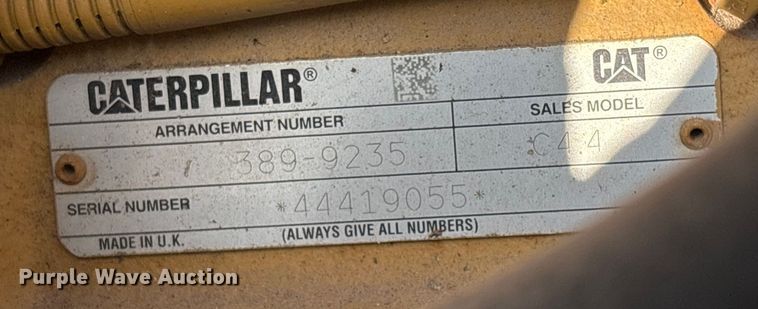 CATERPILLAR®
CAT®
ARRANGEMENT NUMBER
SALES MODEL
389-9235
C4.4
SERIAL NUMBER
*44419055*
MADE IN U.K.
(ALWAYS GIVE ALL NUMBERS)
Purple Wave Auction